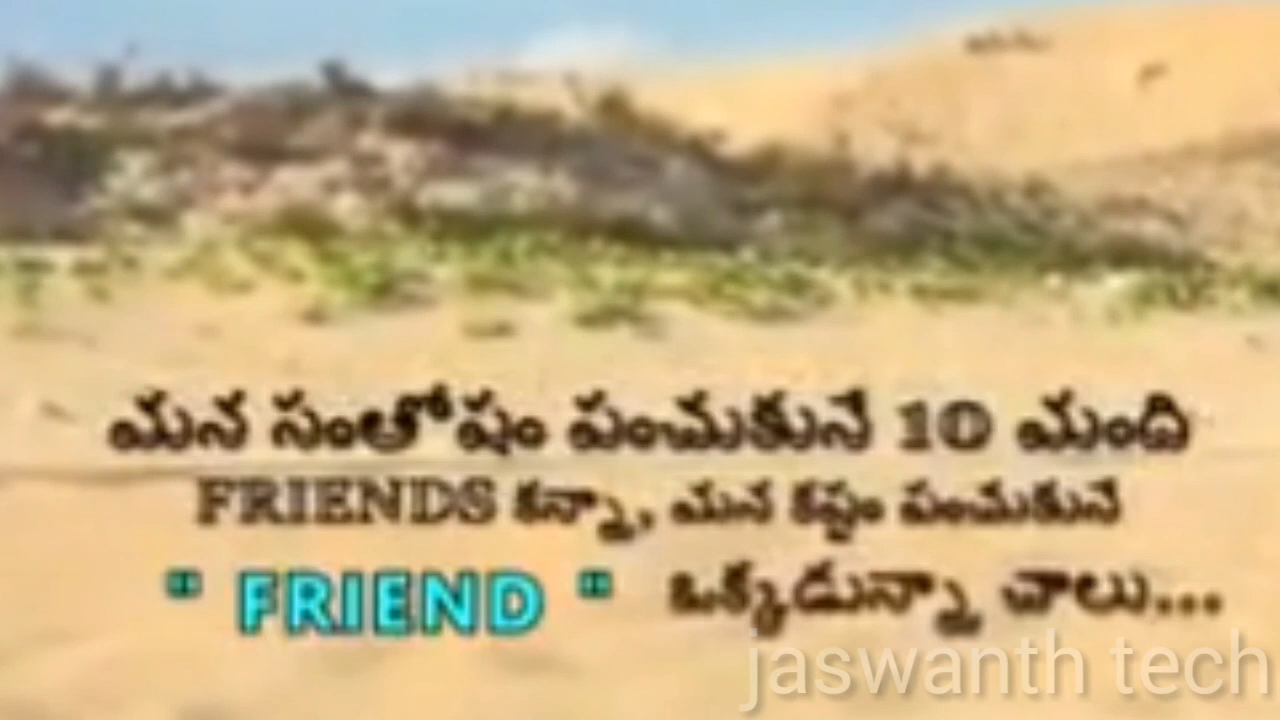 మన సంతోషం పంచుకునే 10 మంది
FRIENDS కన్నా, మన కష్టం పంచుకునే
" FRIEND " ఒక్కడున్నా చాలు...
jaswanth tech